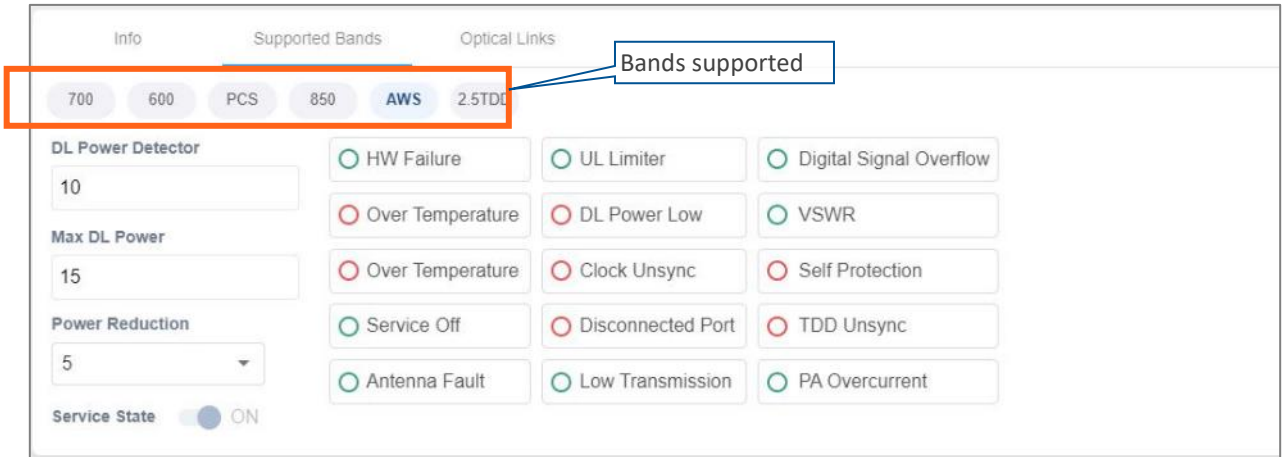 Info Supported Bands Optical Links
Bands supported
700 600 PCS 850 AWS 2.5TDD
DL Power Detector
10
Max DL Power
15
Power Reduction
5
Service State ON
HW Failure UL Limiter Digital Signal Overflow
Over Temperature DL Power Low VSWR
Over Temperature Clock Unsync Self Protection
Service Off Disconnected Port TDD Unsync
Antenna Fault Low Transmission PA Overcurrent